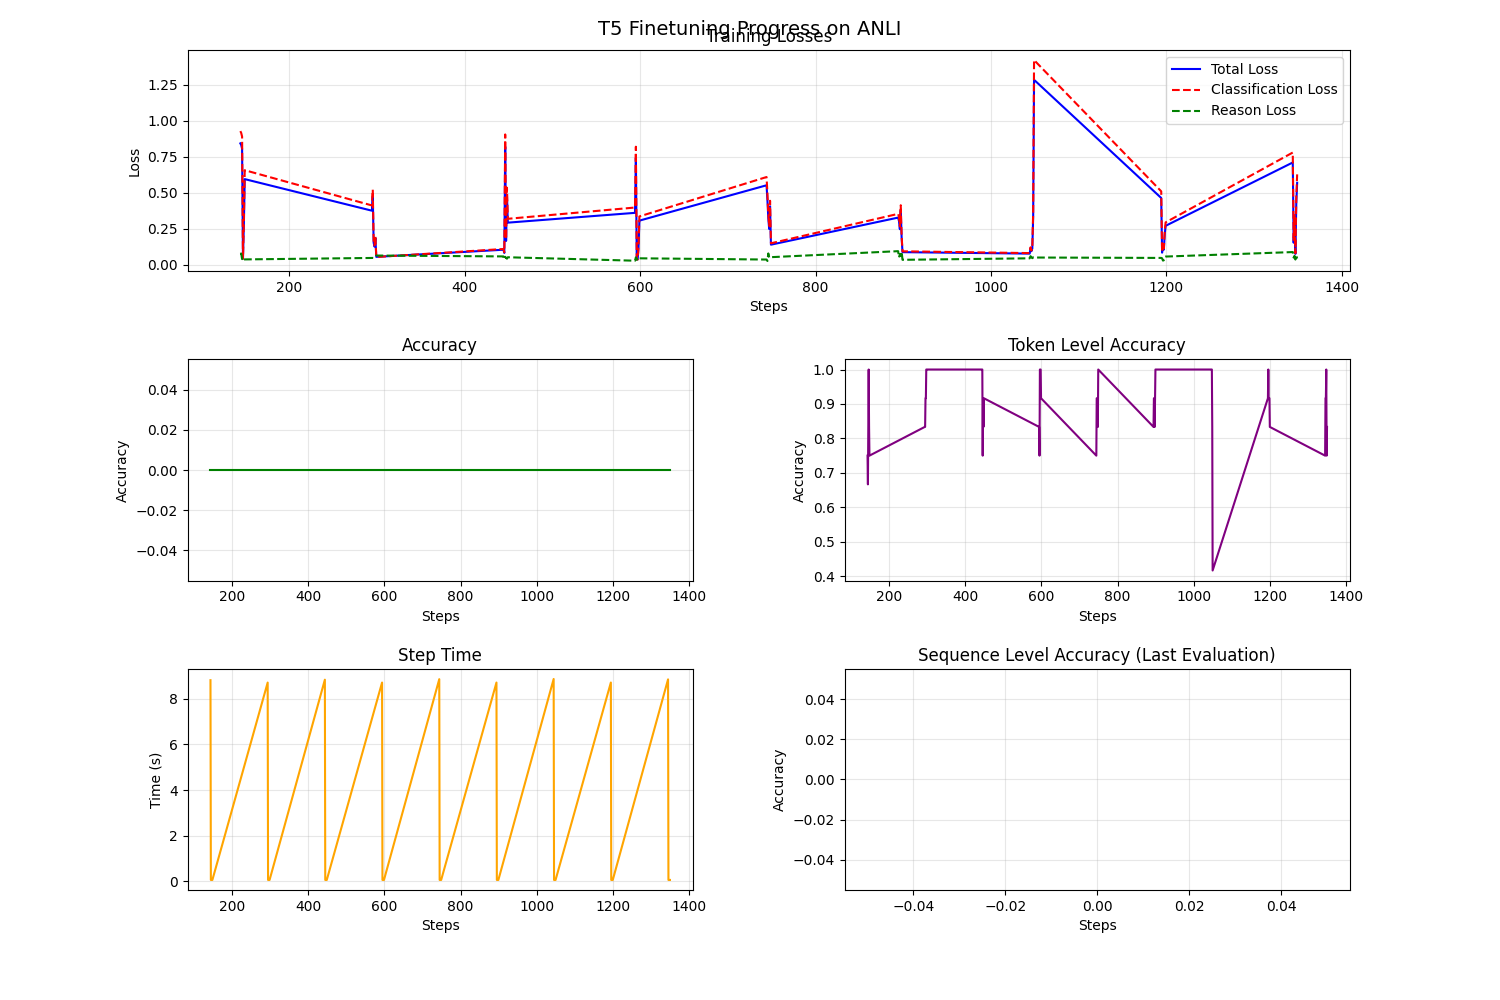 T5 Finetuning Progress on ANLI
Training Losses
Total Loss
Classification Loss
Reason Loss
Loss
1.25
1.00
0.75
0.50
0.25
0.00
200 400 600 800 1000 1200 1400
Steps
Accuracy
Accuracy
0.04
0.02
0.00
−0.02
−0.04
200 400 600 800 1000 1200 1400
Steps
Token Level Accuracy
Accuracy
1.0
0.9
0.8
0.7
0.6
0.5
0.4
200 400 600 800 1000 1200 1400
Steps
Step Time
Time (s)
8
6
4
2
0
200 400 600 800 1000 1200 1400
Steps
Sequence Level Accuracy (Last Evaluation)
Accuracy
0.04
0.02
0.00
−0.02
−0.04
−0.04 −0.02 0.00 0.02 0.04
Steps